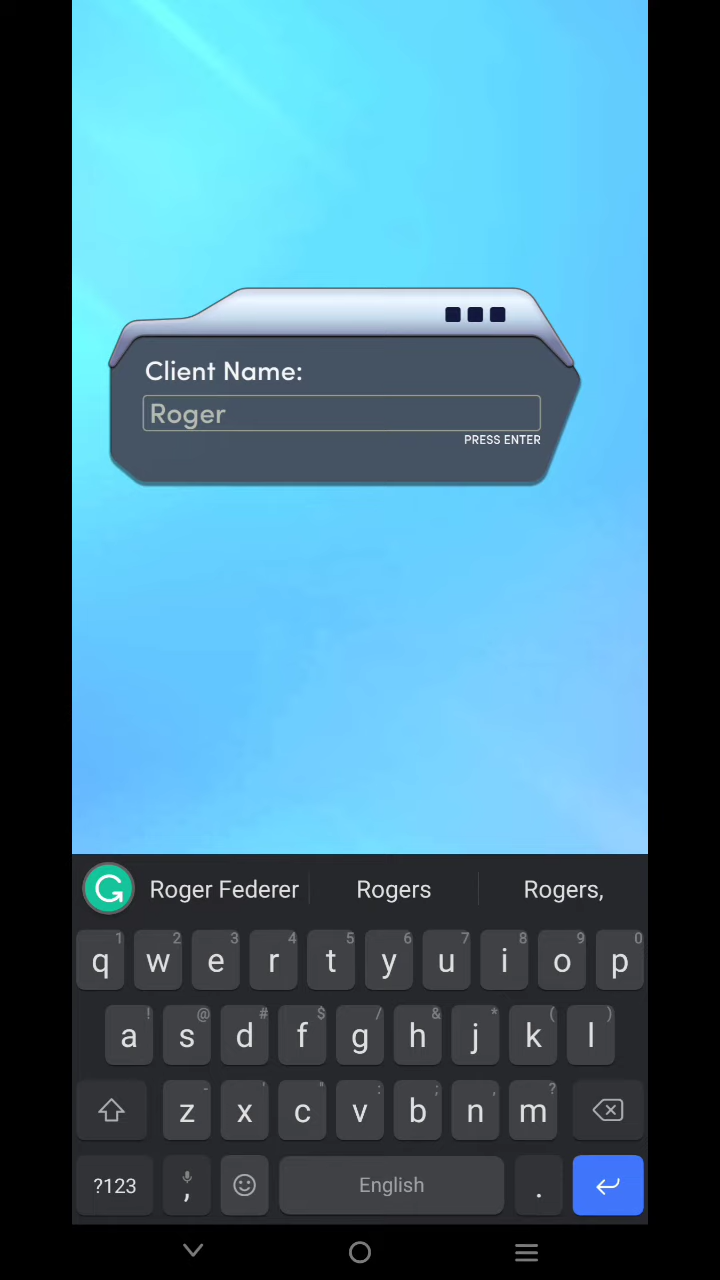 Client Name:
Roger
PRESS ENTER
Roger Federer Rogers Rogers,
1 2 3 4 5 6 7 8 9 0
q w e r t y u i o p
! @ # $ / & * ( )
a s d f g h j k l
- ' " : ; , ?
z x c v b n m
?123 , English .